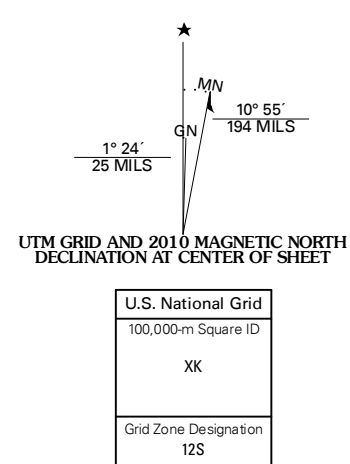 ★
MN
GN
10° 55´
194 MILS
1° 24´
25 MILS
UTM GRID AND 2010 MAGNETIC NORTH
DECLINATION AT CENTER OF SHEET
U.S. National Grid
100,000-m Square ID
XK
Grid Zone Designation
12S